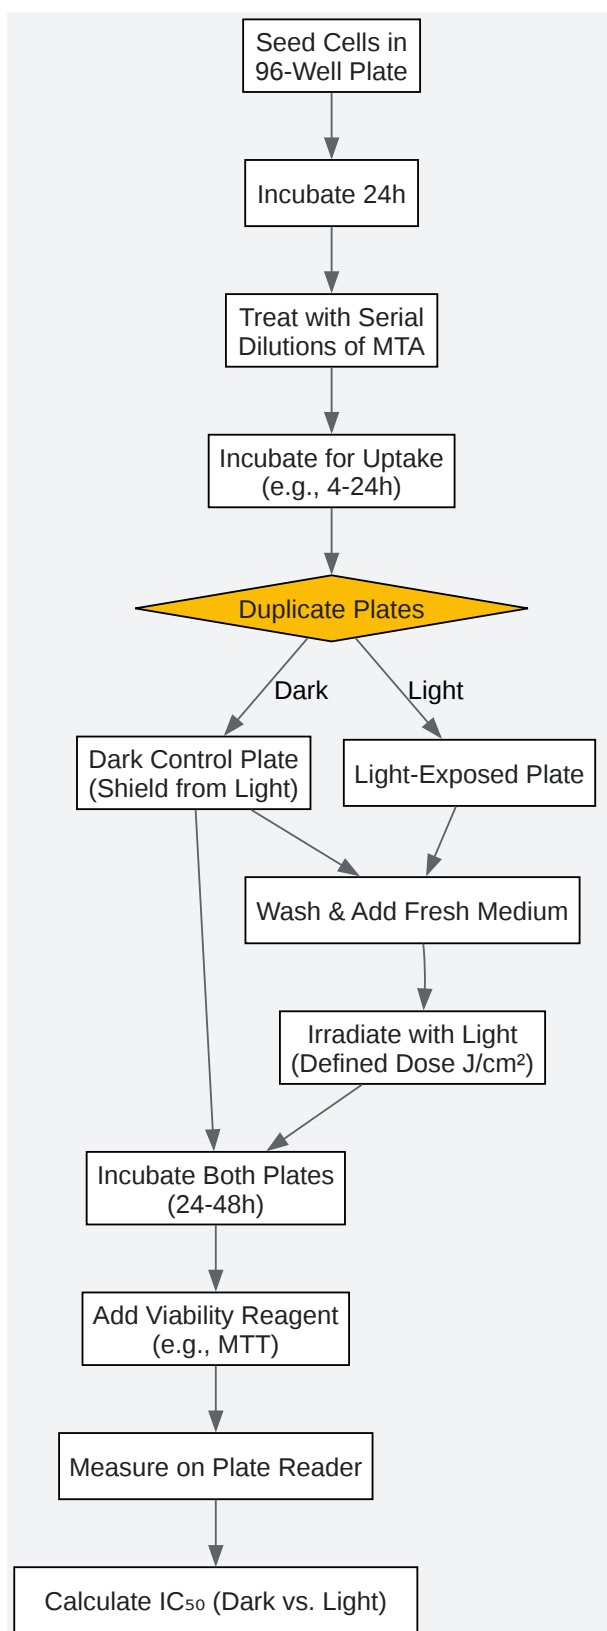 Seed Cells in
96-Well Plate
Incubate 24h
Treat with Serial
Dilutions of MTA
Incubate for Uptake
(e.g., 4-24h)
Duplicate Plates
Dark
Light
Dark Control Plate
(Shield from Light)
Light-Exposed Plate
Wash & Add Fresh Medium
Irradiate with Light
(Defined Dose J/cm²)
Incubate Both Plates
(24-48h)
Add Viability Reagent
(e.g., MTT)
Measure on Plate Reader
Calculate IC₅₀ (Dark vs. Light)